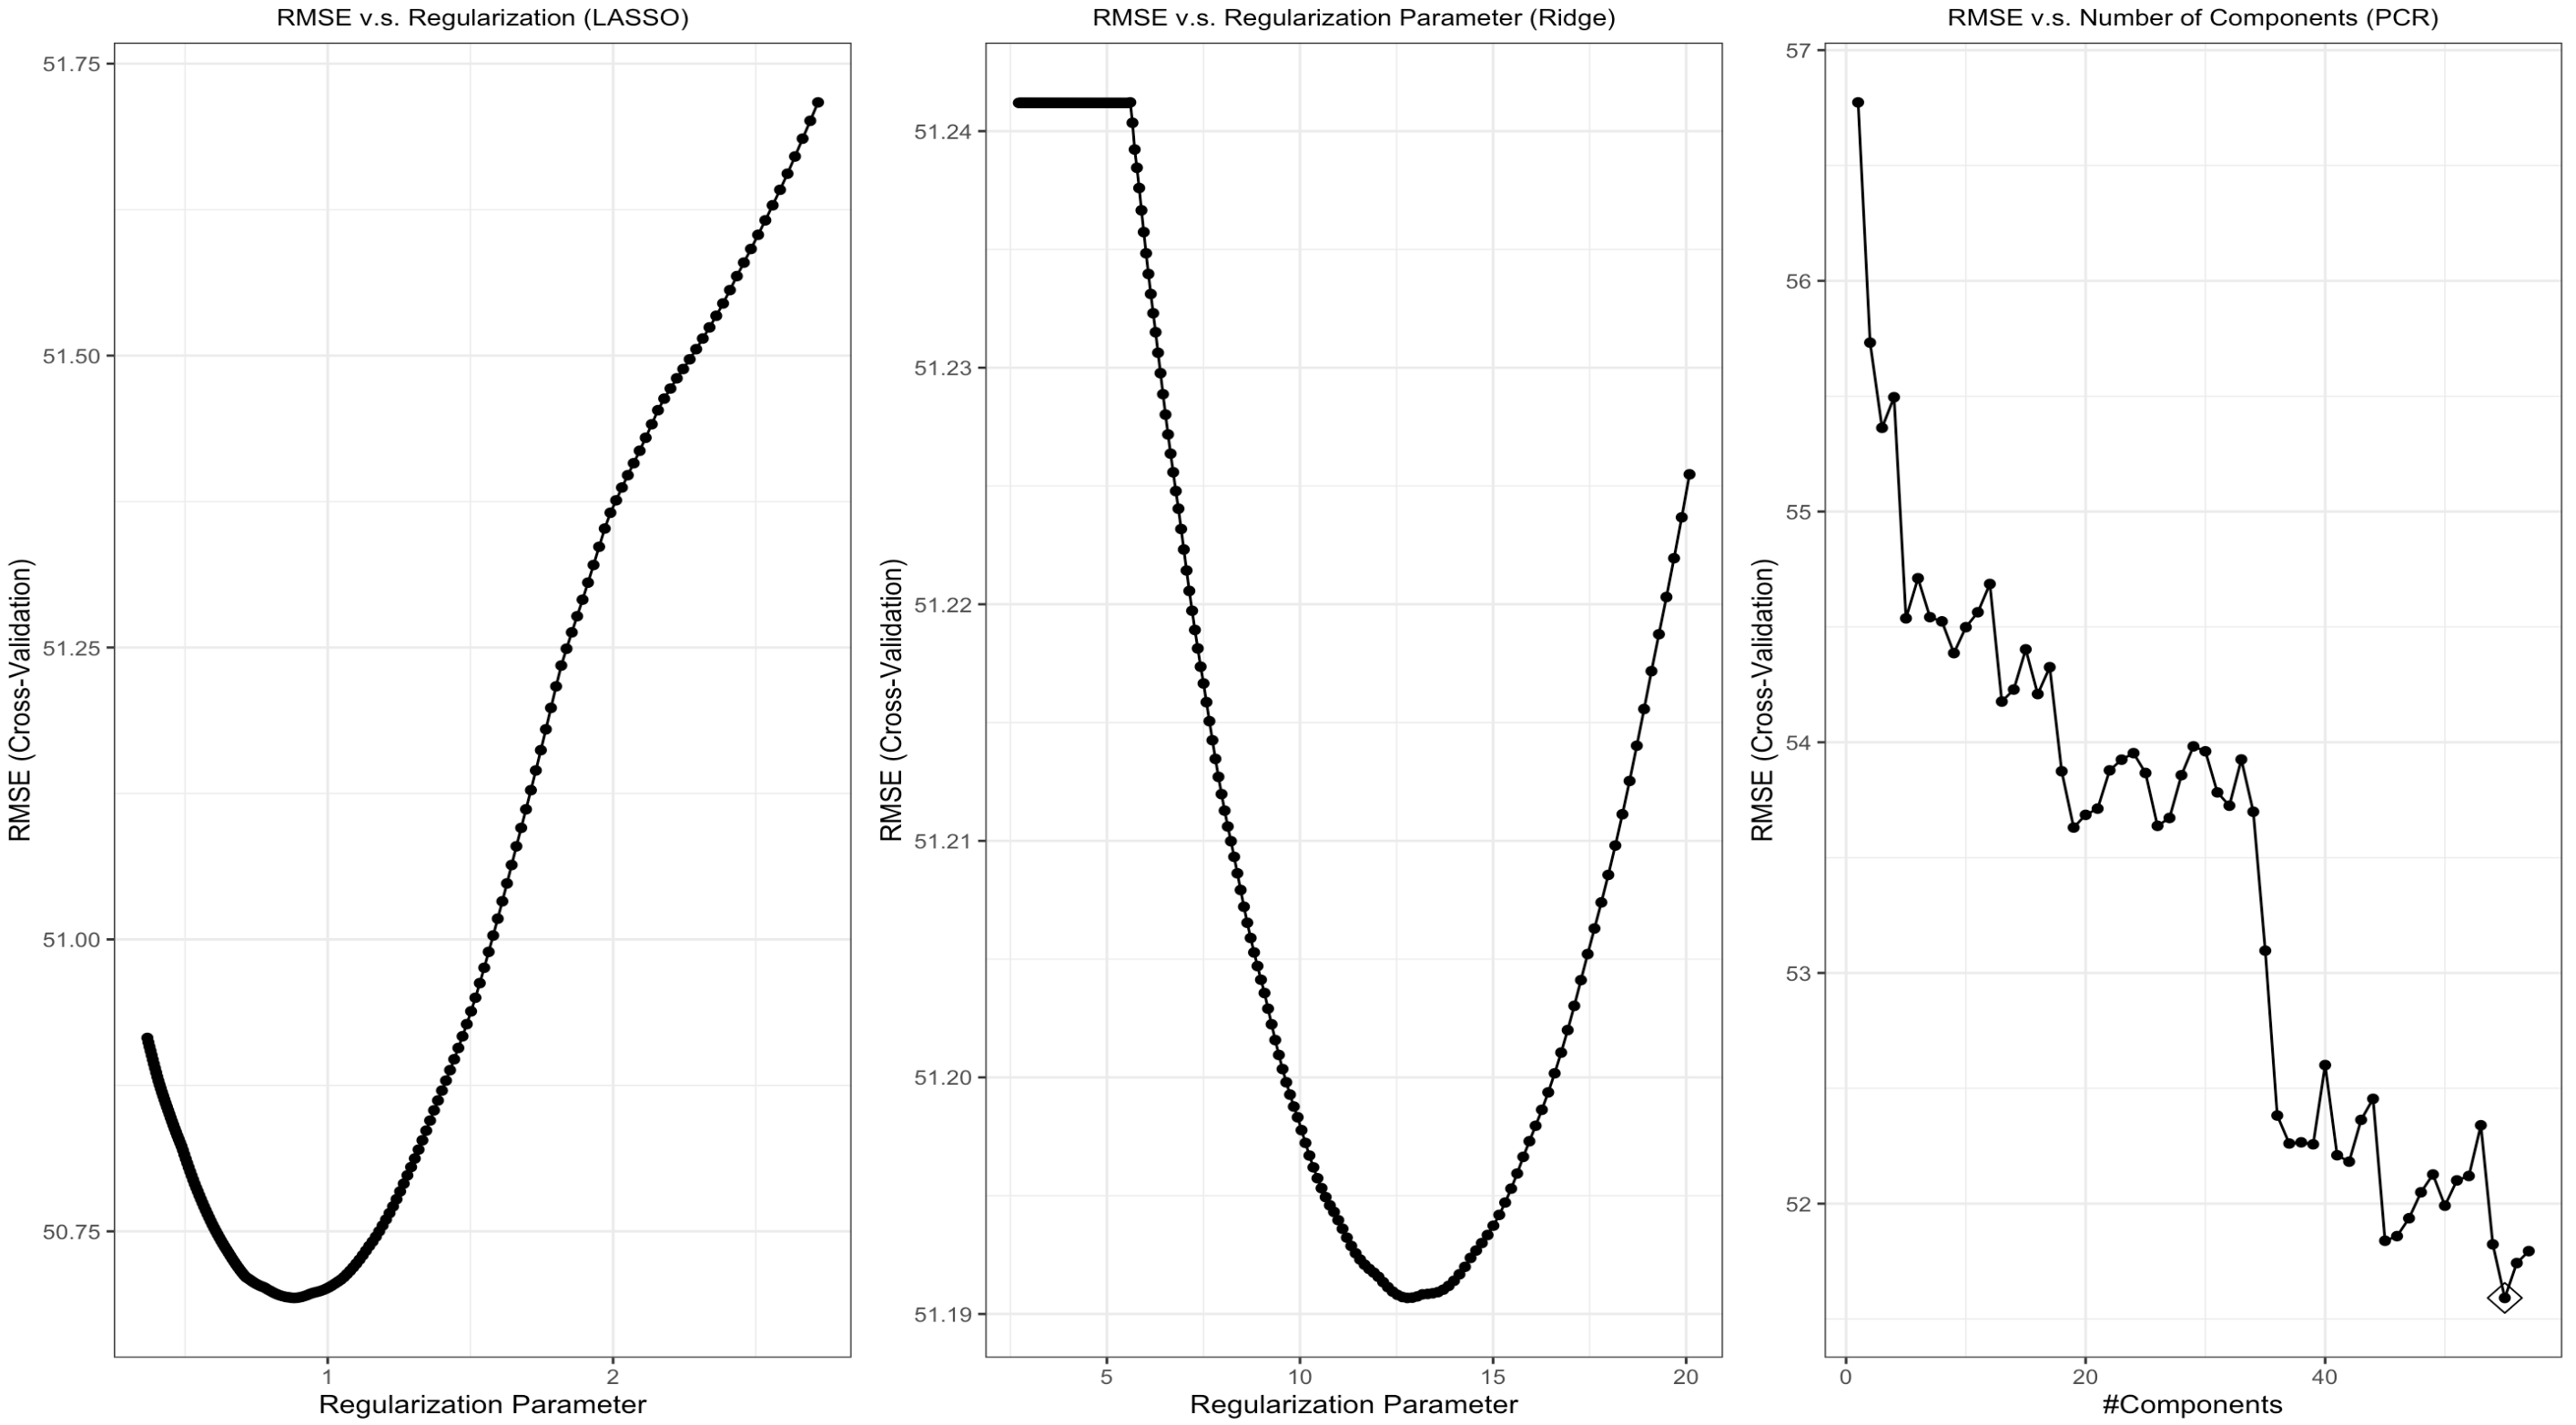 RMSE v.s. Regularization (LASSO)
51.75
51.50
51.25
51.00
50.75
RMSE (Cross-Validation)
1
2
Regularization Parameter
RMSE v.s. Regularization Parameter (Ridge)
51.24
51.23
51.22
51.21
51.20
51.19
RMSE (Cross-Validation)
5
10
15
20
Regularization Parameter
RMSE v.s. Number of Components (PCR)
57
56
55
54
53
52
RMSE (Cross-Validation)
0
20
40
#Components